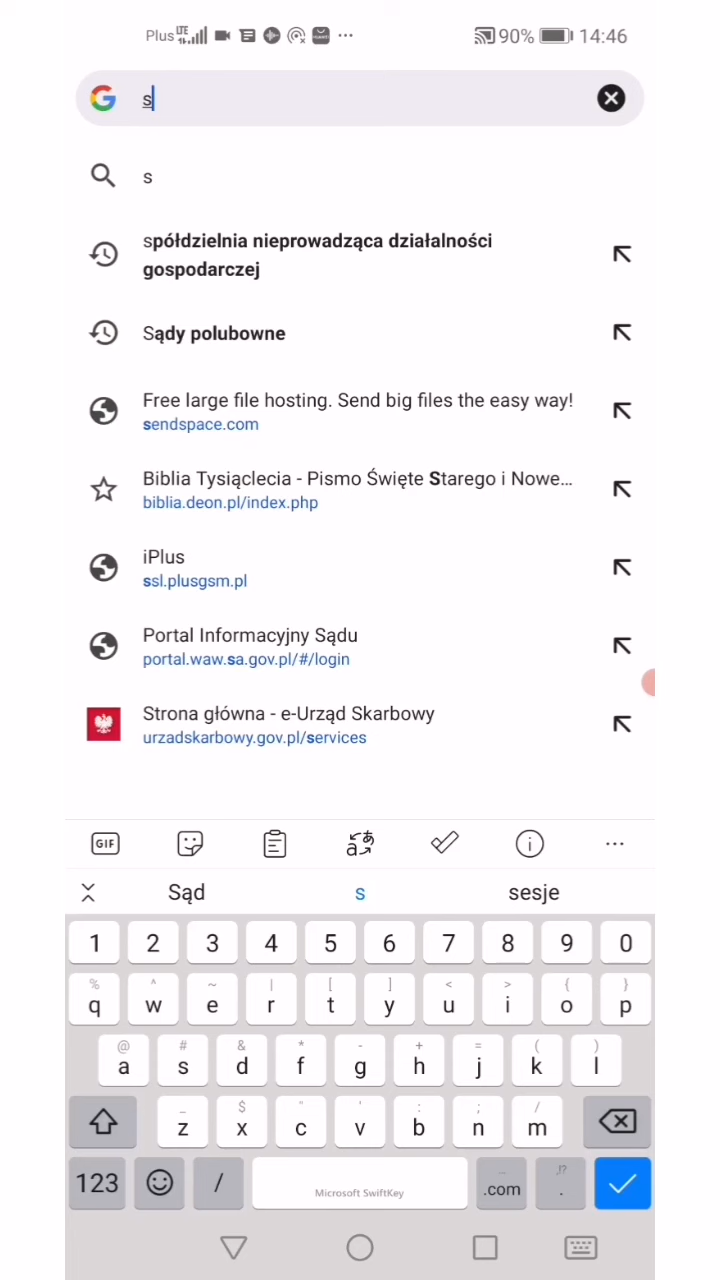 Plus LTE 90% 14:46
s
s
spółdzielnia nieprowadząca działalności
gospodarczej
Sądy polubowne
Free large file hosting. Send big files the easy way!
sendspace.com
Biblia Tysiąclecia - Pismo Święte Starego i Nowe...
biblia.deon.pl/index.php
iPlus
ssl.plusgsm.pl
Portal Informacyjny Sądu
portal.waw.sa.gov.pl/#/login
Strona główna - e-Urząd Skarbowy
urzadskarbowy.gov.pl/services
GIF
Sąd s sesje
1 2 3 4 5 6 7 8 9 0
% ^ ~ | [ ] < > { }
q w e r t y u i o p
@ # & * - + = ( )
a s d f g h j k l
_ $ " ' : ; /
z x c v b n m
123 / Microsoft SwiftKey .com !? .